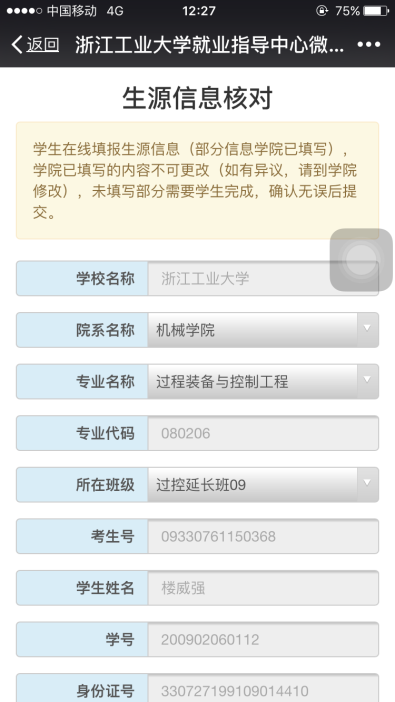 中国移动 4G 12:27 75%
返回 浙江工业大学就业指导中心微...
生源信息核对
学生在线填报生源信息（部分信息学院已填写），
学院已填写的内容不可更改（如有异议，请到学院
修改），未填写部分需要学生完成，确认无误后提
交。
学校名称 浙江工业大学
院系名称 机械学院
专业名称 过程装备与控制工程
专业代码 080206
所在班级 过控延长班09
考生号 09330761150368
学生姓名 楼威强
学号 200902060112
身份证号 330727199109014410